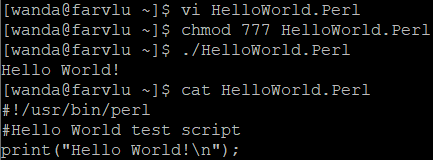 [wanda@farvlu ~]$ vi HelloWorld.Perl
[wanda@farvlu ~]$ chmod 777 HelloWorld.Perl
[wanda@farvlu ~]$ ./HelloWorld.Perl
Hello World!
[wanda@farvlu ~]$ cat HelloWorld.Perl
#!/usr/bin/perl
#Hello World test script
print("Hello World!\n");